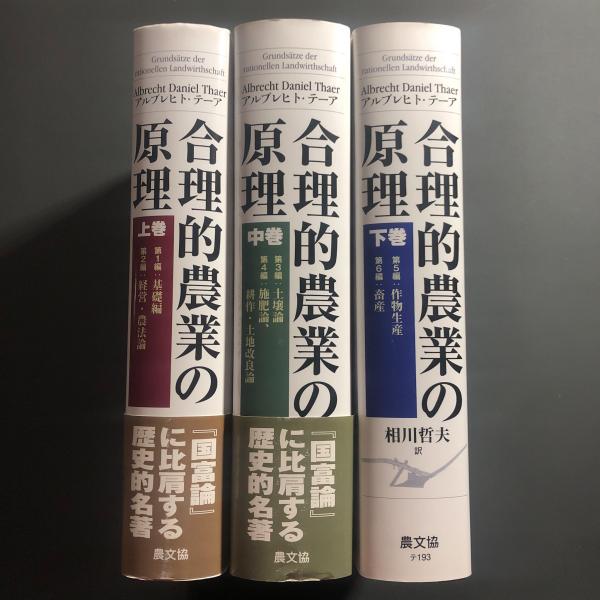 Grundsätze der
rationellen Landwirthschaft
Albrecht Daniel Thaer
アルブレヒト・テーア
合理的農業の
原理
上巻
第1編：基礎編
第2編：経営・農法論
『国富論』
に比肩する
歴史的名著
農文協
Grundsätze der
rationellen Landwirthschaft
Albrecht Daniel Thaer
アルブレヒト・テーア
合理的農業の
原理
中巻
第3編：土壌論
第4編：施肥論、
耕作・土地改良論
『国富論』
に比肩する
歴史的名著
農文協
Grundsätze der
rationellen Landwirthschaft
Albrecht Daniel Thaer
アルブレヒト・テーア
合理的農業の
原理
下巻
第5編：作物生産
第6編：畜産
相川哲夫
訳
農文協
テ193